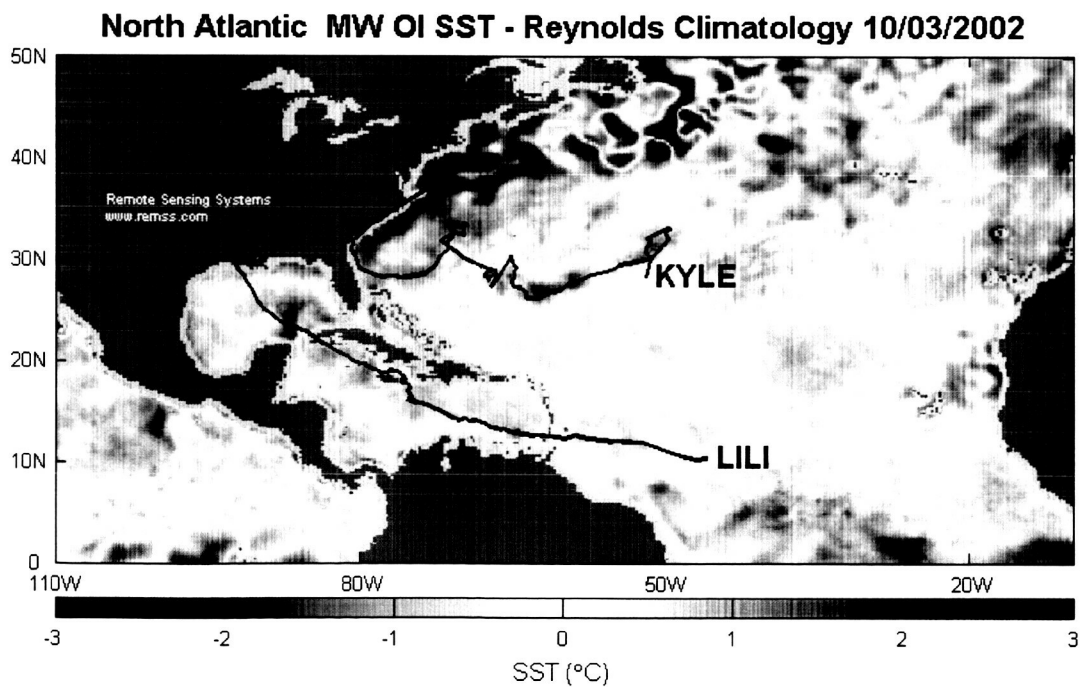 North Atlantic MW OI SST - Reynolds Climatology 10/03/2002
50N
40N
Remote Sensing Systems
www.remss.com
30N
KYLE
20N
LILI
10N
0
110W 80W 50W 20W
-3 -2 -1 0 1 2 3
SST (°C)